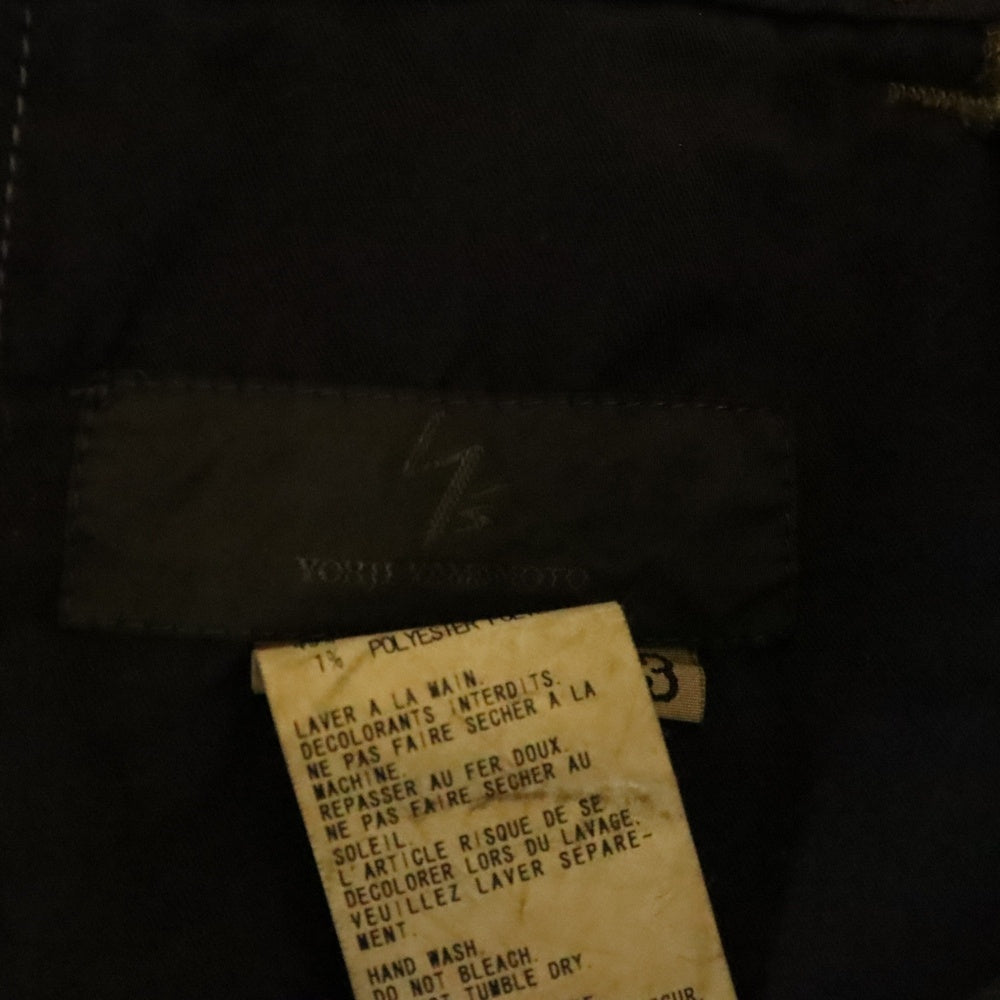 Y's
YOHJI YAMAMOTO
3
1% POLYESTER
LAVER A LA MAIN.
DECOLORANTS INTERDITS.
NE PAS FAIRE SECHER A LA
MACHINE.
REPASSER AU FER DOUX.
NE PAS FAIRE SECHER AU
SOLEIL.
L'ARTICLE RISQUE DE SE
DECOLORER LORS DU LAVAGE.
VEUILLEZ LAVER SEPARE-
MENT.
HAND WASH.
DO NOT BLEACH.
TUMBLE DRY.